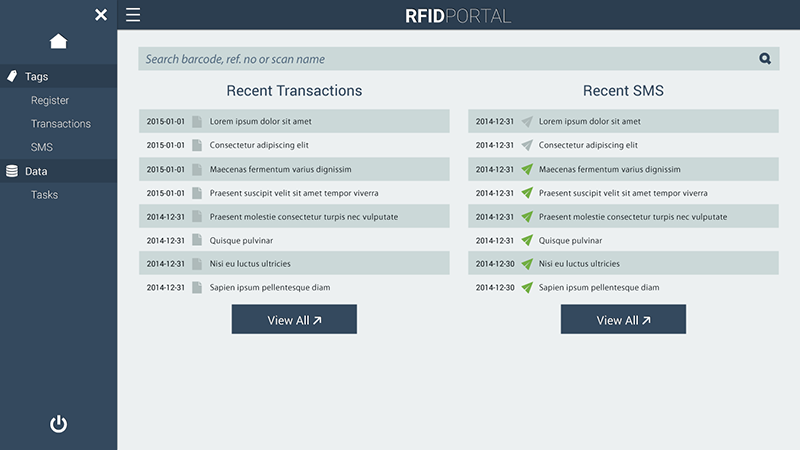 RFIDPORTAL
Tags
Register
Transactions
SMS
Data
Tasks
Search barcode, ref. no or scan name
Recent Transactions
2015-01-01 Lorem ipsum dolor sit amet
2015-01-01 Consectetur adipiscing elit
2015-01-01 Maecenas fermentum varius dignissim
2015-01-01 Praesent suscipit velit sit amet tempor viverra
2014-12-31 Praesent molestie consectetur turpis nec vulputate
2014-12-31 Quisque pulvinar
2014-12-31 Nisi eu luctus ultricies
2014-12-31 Sapien ipsum pellentesque diam
View All
Recent SMS
2014-12-31 Lorem ipsum dolor sit amet
2014-12-31 Consectetur adipiscing elit
2014-12-31 Maecenas fermentum varius dignissim
2014-12-31 Praesent suscipit velit sit amet tempor viverra
2014-12-31 Praesent molestie consectetur turpis nec vulputate
2014-12-31 Quisque pulvinar
2014-12-30 Nisi eu luctus ultricies
2014-12-30 Sapien ipsum pellentesque diam
View All